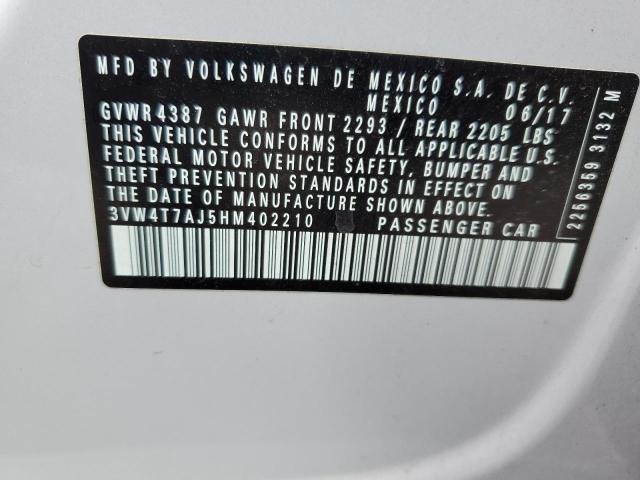 MFD BY VOLKSWAGEN DE MEXICO S.A. DE C.V.
MEXICO 06/17
GVWR 4387 GAWR FRONT 2293 / REAR 2205 LBS
THIS VEHICLE CONFORMS TO ALL APPLICABLE U.S.
FEDERAL MOTOR VEHICLE SAFETY, BUMPER AND
THEFT PREVENTION STANDARDS IN EFFECT ON
THE DATE OF MANUFACTURE SHOWN ABOVE.
3VW4T7AJ5HM402210 PASSENGER CAR
2256359 3132 M